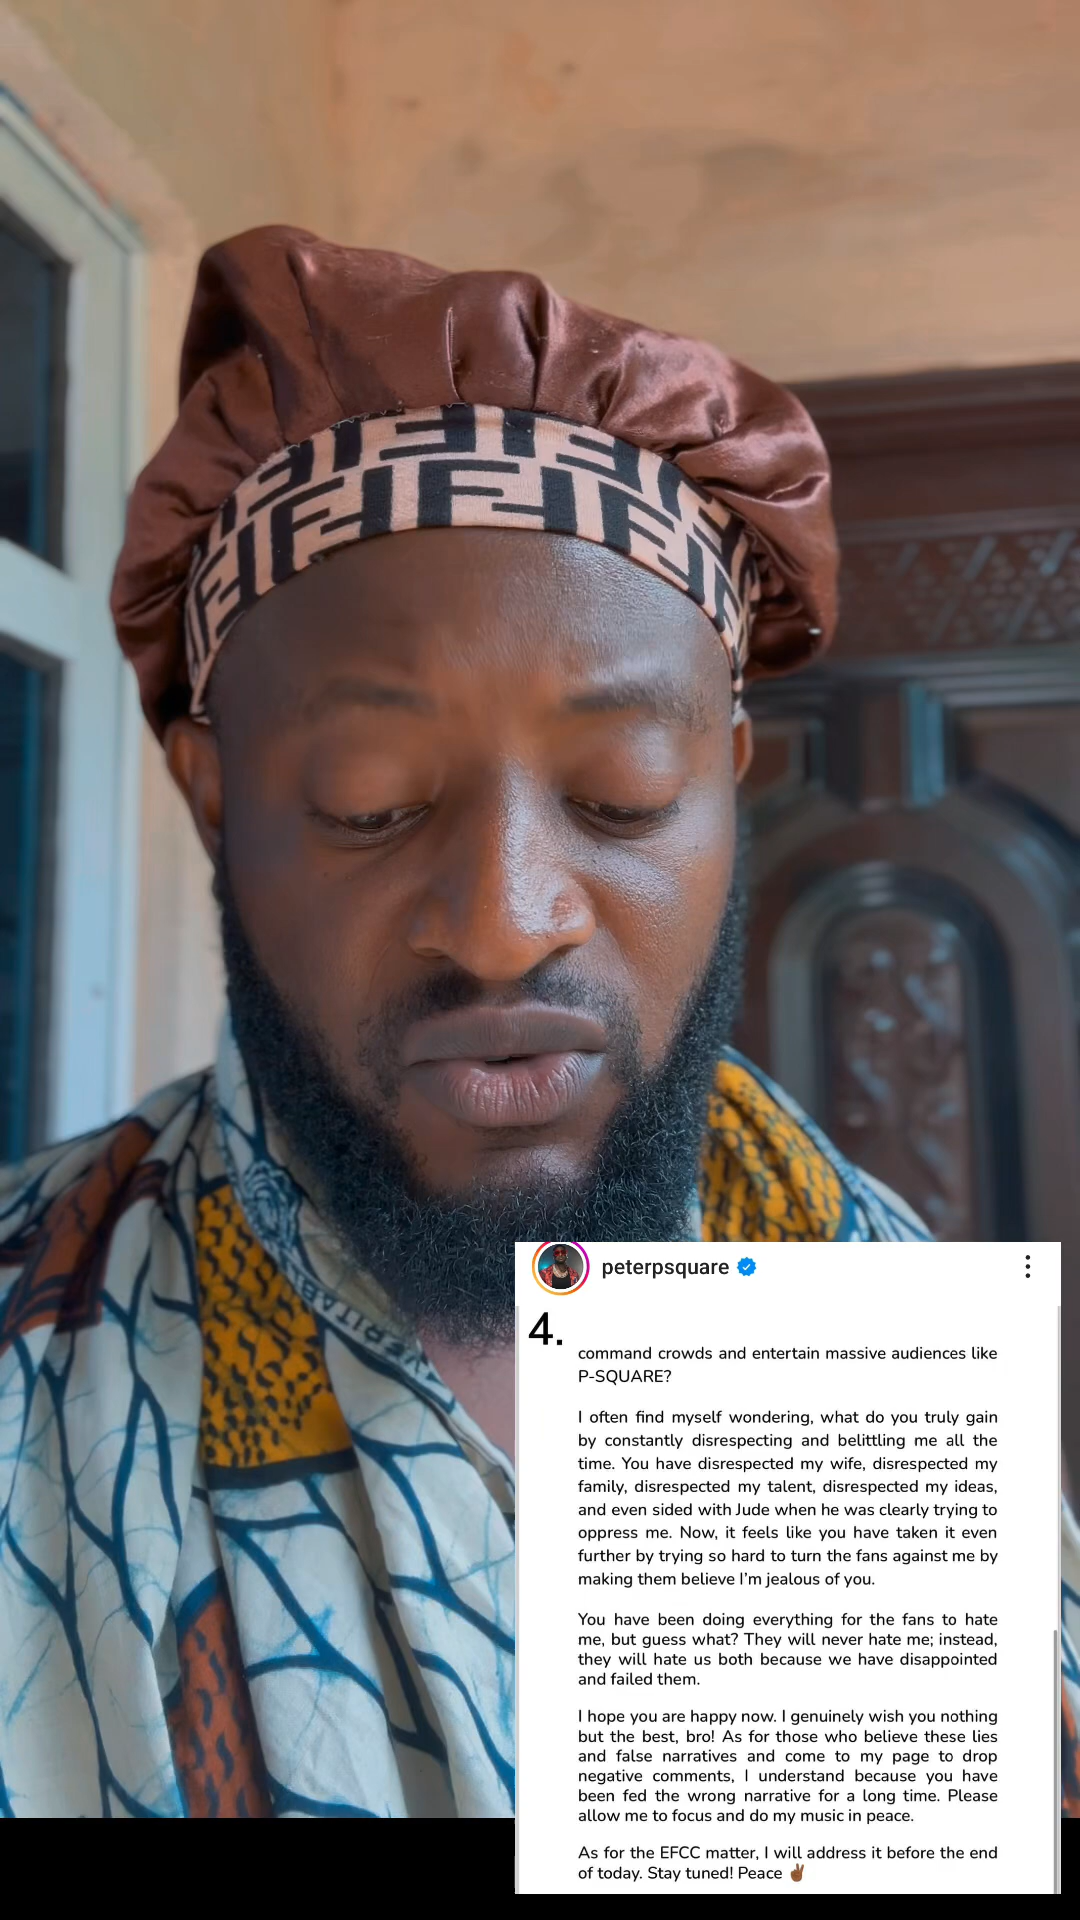 VERITAB
peterpsquare
4.
command crowds and entertain massive audiences like
P-SQUARE?
I often find myself wondering, what do you truly gain
by constantly disrespecting and belittling me all the
time. You have disrespected my wife, disrespected my
family, disrespected my talent, disrespected my ideas,
and even sided with Jude when he was clearly trying to
oppress me. Now, it feels like you have taken it even
further by trying so hard to turn the fans against me by
making them believe I'm jealous of you.
You have been doing everything for the fans to hate
me, but guess what? They will never hate me; instead,
they will hate us both because we have disappointed
and failed them.
I hope you are happy now. I genuinely wish you nothing
but the best, bro! As for those who believe these lies
and false narratives and come to my page to drop
negative comments, I understand because you have
been fed the wrong narrative for a long time. Please
allow me to focus and do my music in peace.
As for the EFCC matter, I will address it before the end
of today. Stay tuned! Peace ✌🏾